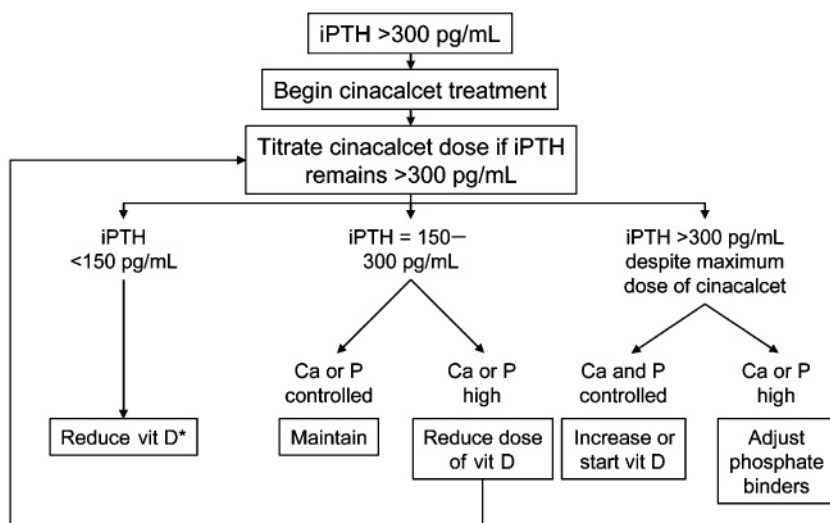 iPTH >300 pg/mL
Begin cinacalcet treatment
Titrate cinacalcet dose if iPTH
remains >300 pg/mL
iPTH
<150 pg/mL
iPTH = 150–
300 pg/mL
iPTH >300 pg/mL
despite maximum
dose of cinacalcet
Ca or P
controlled
Ca or P
high
Ca and P
controlled
Ca or P
high
Reduce vit D*
Maintain
Reduce dose
of vit D
Increase or
start vit D
Adjust
phosphate
binders